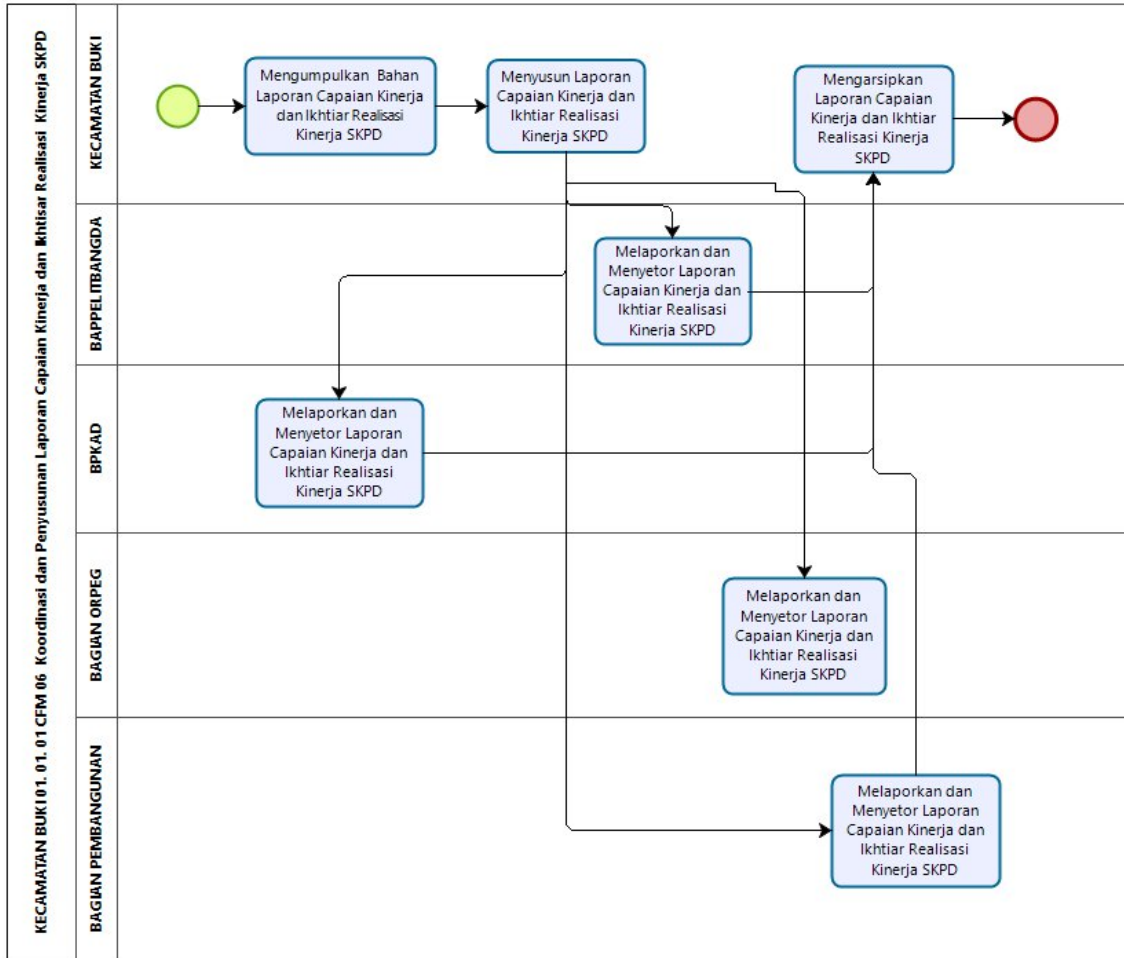 KECAMATAN BUKI 01. 01. 01 CFM 06 Koordinasi dan Penyusunan Laporan Capaian Kinerja dan Ikhtisar Realisasi Kinerja SKPD
KECAMATAN BUKI
Mengumpulkan Bahan
Laporan Capaian Kinerja
dan Ikhtiar Realisasi
Kinerja SKPD
Menyusun Laporan
Capaian Kinerja dan
Ikhtiar Realisasi
Kinerja SKPD
Mengarsipkan
Laporan Capaian
Kinerja dan Ikhtiar
Realisasi Kinerja
SKPD
BAPPELITBANGDA
Melaporkan dan
Menyetor Laporan
Capaian Kinerja dan
Ikhtiar Realisasi
Kinerja SKPD
BPKAD
Melaporkan dan
Menyetor Laporan
Capaian Kinerja dan
Ikhtiar Realisasi
Kinerja SKPD
BAGIAN ORPEG
Melaporkan dan
Menyetor Laporan
Capaian Kinerja dan
Ikhtiar Realisasi
Kinerja SKPD
BAGIAN PEMBANGUNAN
Melaporkan dan
Menyetor Laporan
Capaian Kinerja dan
Ikhtiar Realisasi
Kinerja SKPD